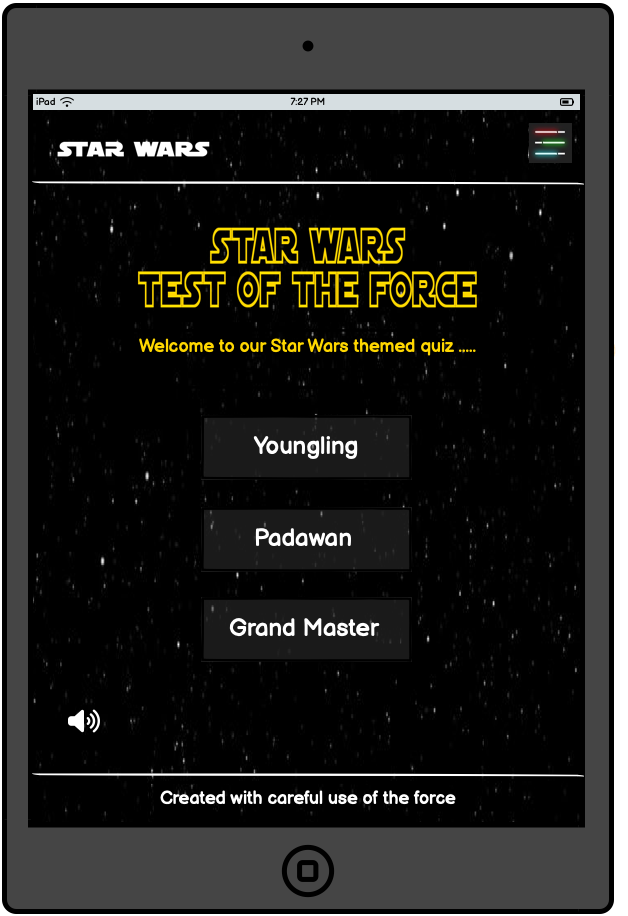 iPad 7:27 PM
STAR WARS
STAR WARS
TEST OF THE FORCE
Welcome to our Star Wars themed quiz .....
Youngling
Padawan
Grand Master
Created with careful use of the force